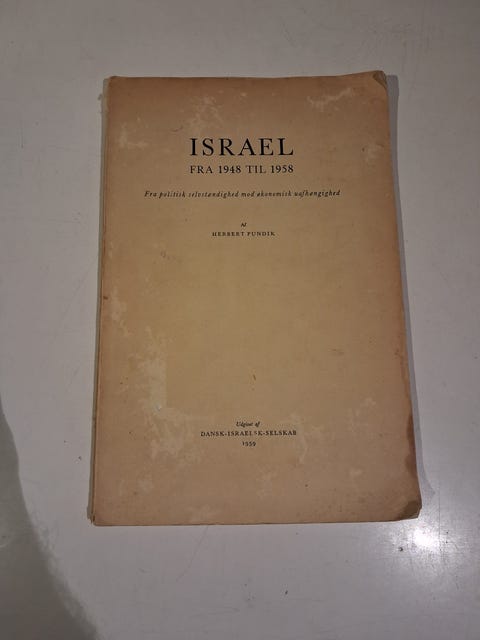 ISRAEL
FRA 1948 TIL 1958
Fra politisk selvstændighed mod økonomisk uafhængighed
Af
HERBERT PUNDIK
Udgivet af
DANSK-ISRAELSK-SELSKAB
1959